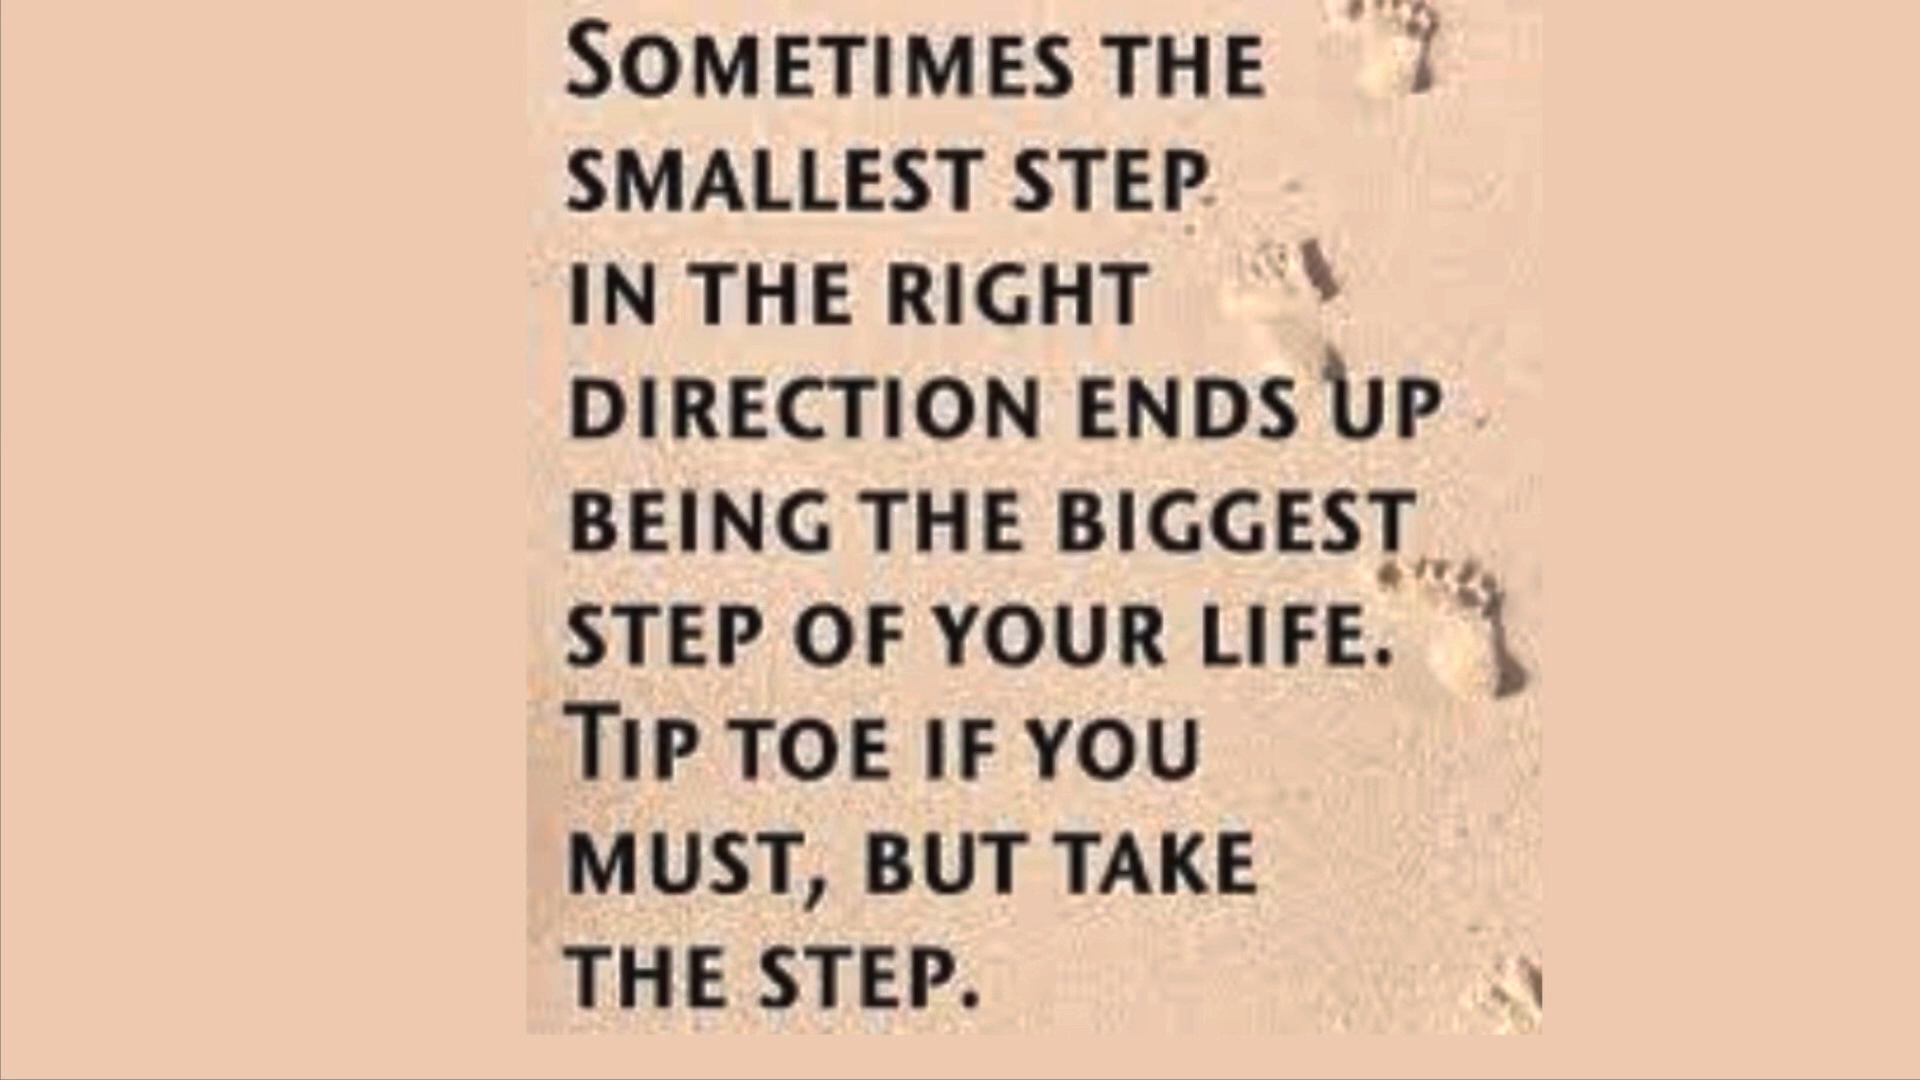 SOMETIMES THE
SMALLEST STEP
IN THE RIGHT
DIRECTION ENDS UP
BEING THE BIGGEST
STEP OF YOUR LIFE.
TIP TOE IF YOU
MUST, BUT TAKE
THE STEP.